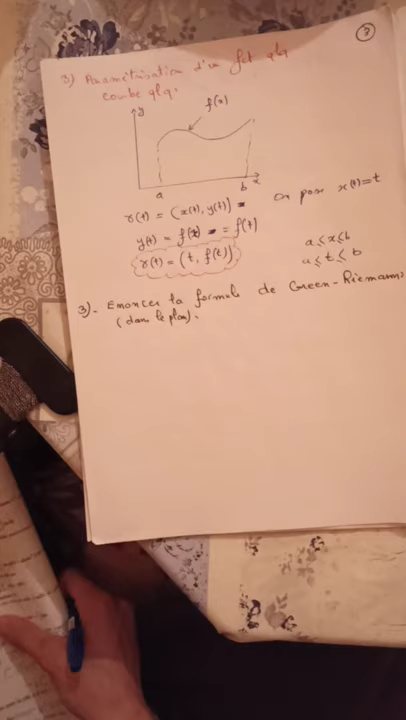 3
3) Paramétrisation d'un fct qlq
courbe qlq.
y
f(x)
a
b
x
γ(t) = (x(t), y(t))
On pose x(t) = t
y(t) = f(t)
a ≤ x ≤ b
γ(t) = (t, f(t))
a ≤ t ≤ b
3)- Enoncer la formule de Green-Riemann
(dans le plan).